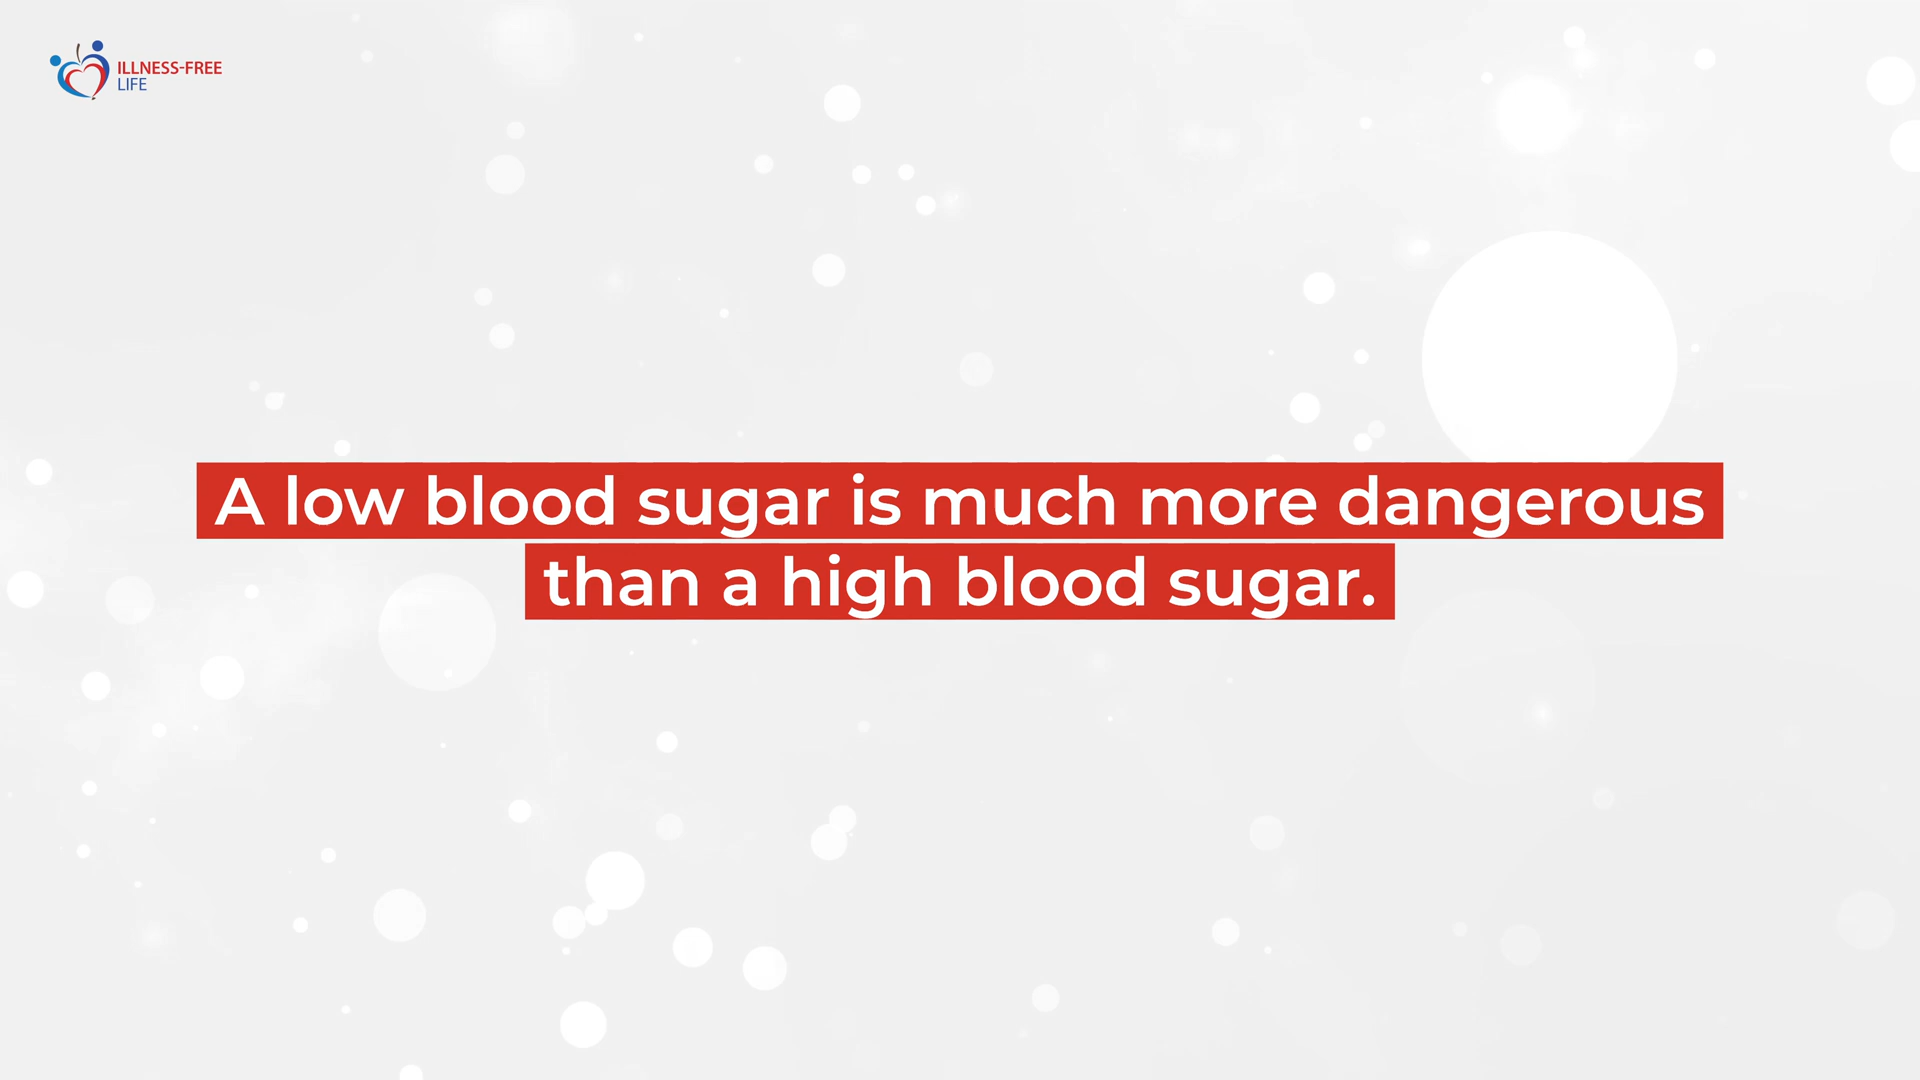 ILLNESS-FREE
LIFE
A low blood sugar is much more dangerous
than a high blood sugar.